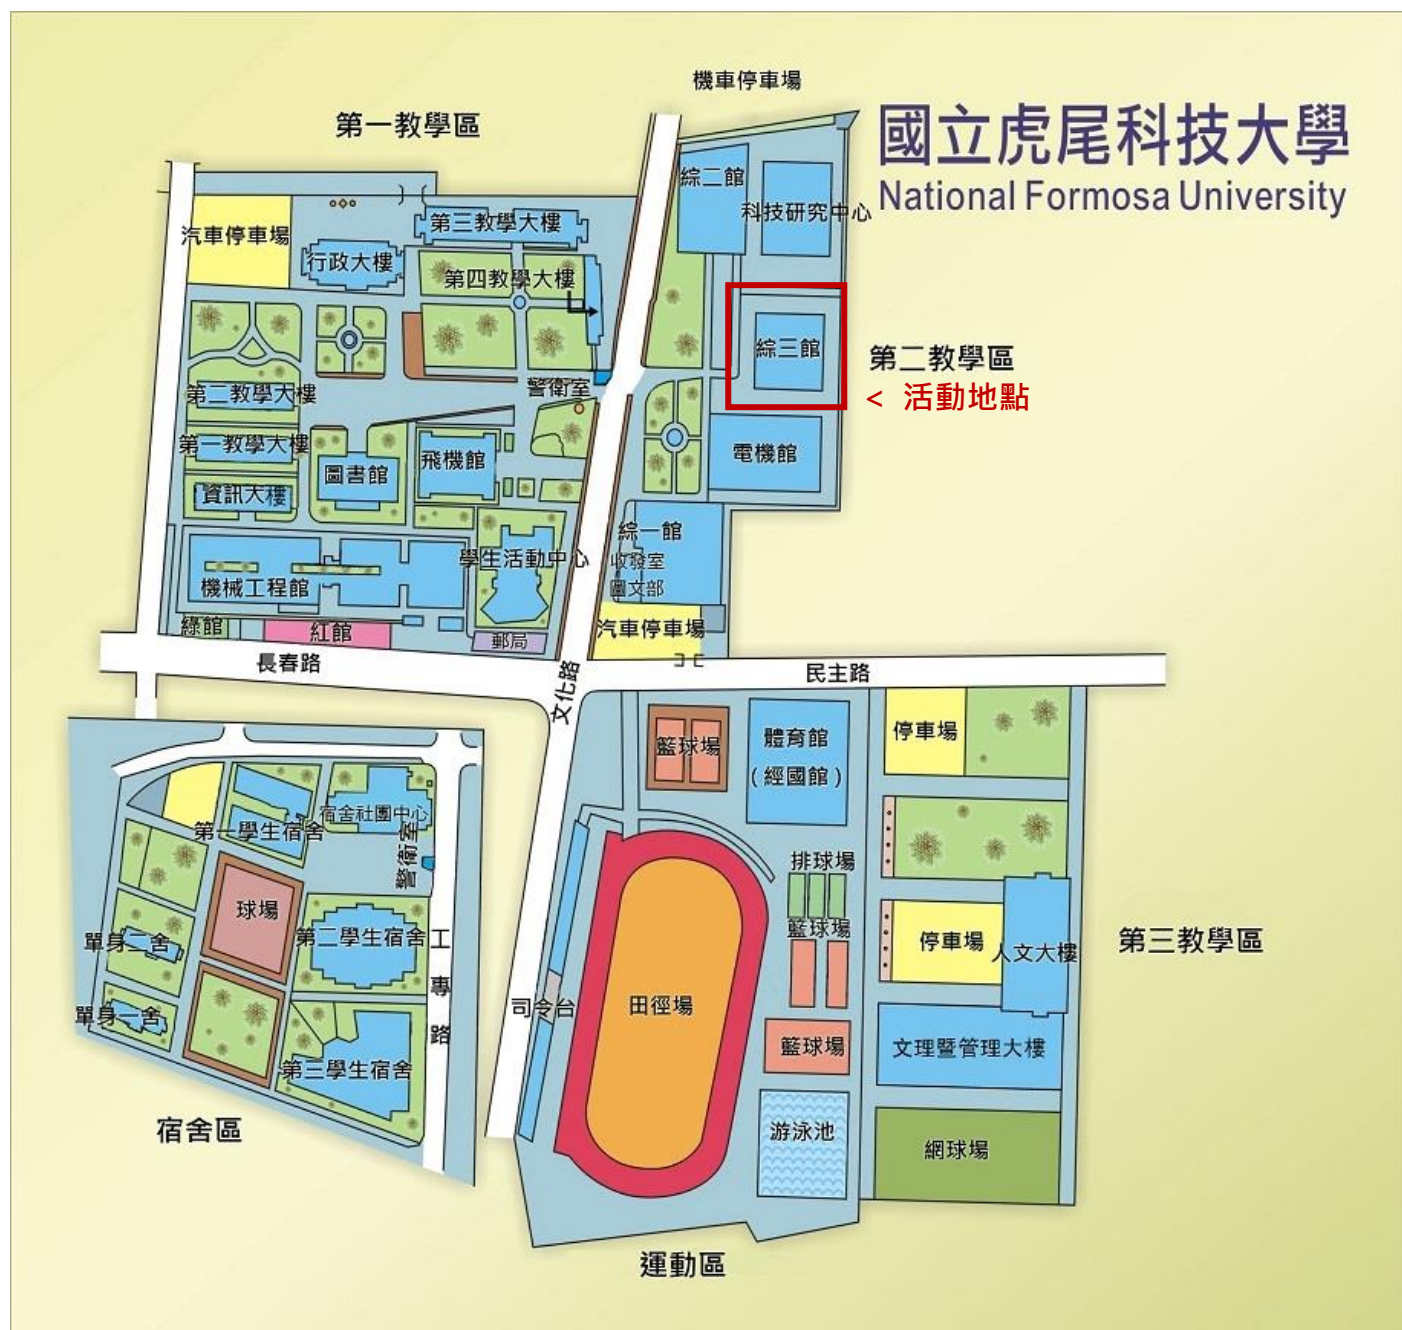 機車停車場
第一教學區
國立虎尾科技大學
National Formosa University
綜二館
科技研究中心
汽車停車場
第三教學大樓
行政大樓
第四教學大樓
綜三館
第二教學區
< 活動地點
警衛室
第二教學大樓
第一教學大樓
圖書館
飛機館
電機館
資訊大樓
綜一館
收發室
圖文部
學生活動中心
機械工程館
綠館
紅館
郵局
汽車停車場
長春路
文化路
民主路
籃球場
體育館
(經國館)
停車場
宿舍社團中心
第一學生宿舍
警衛室
排球場
籃球場
球場
第二學生宿舍
單身二舍
工專路
停車場
人文大樓
第三教學區
司令台
田徑場
單身一舍
籃球場
文理暨管理大樓
第三學生宿舍
宿舍區
游泳池
網球場
運動區